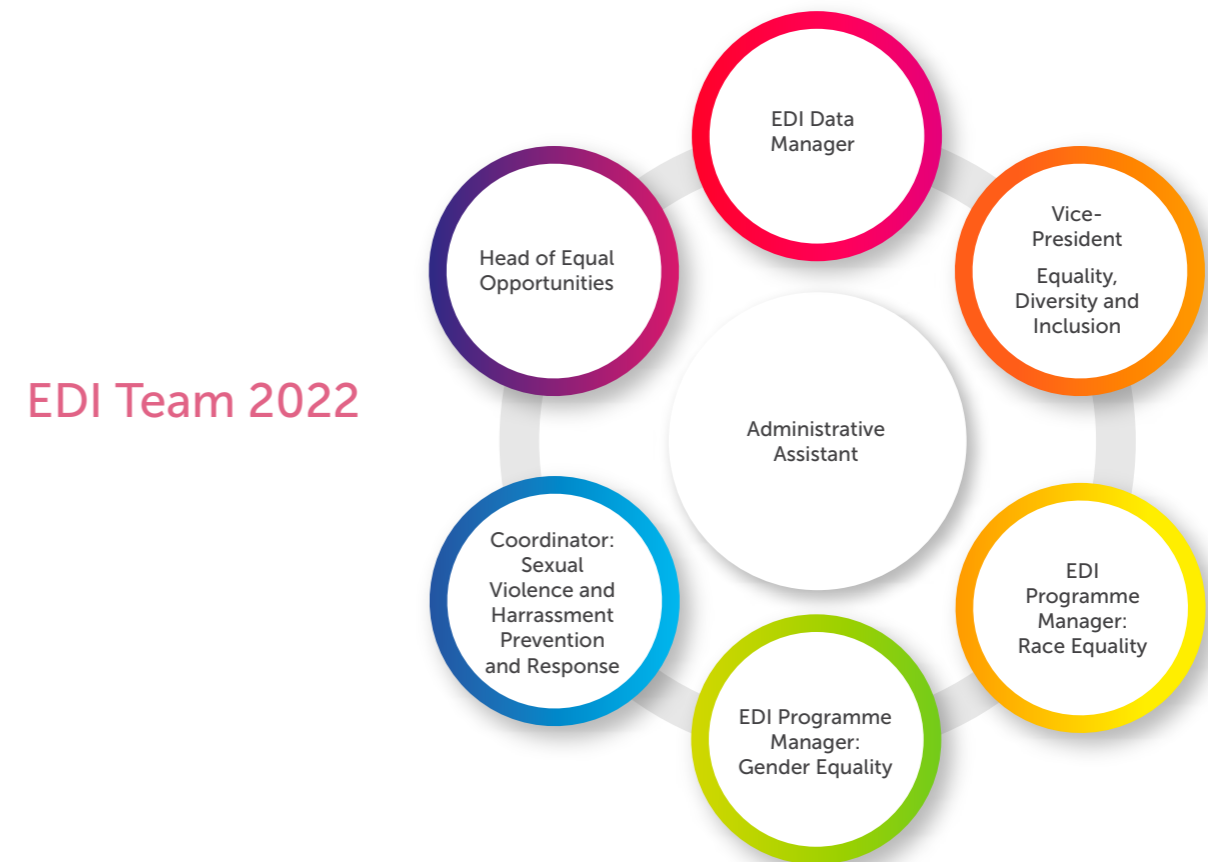 EDI Team 2022
EDI Data
Manager
Vice-
President
Equality,
Diversity and
Inclusion
EDI
Programme
Manager:
Race Equality
EDI Programme
Manager:
Gender Equality
Coordinator:
Sexual
Violence and
Harrassment
Prevention
and Response
Head of Equal
Opportunities
Administrative
Assistant